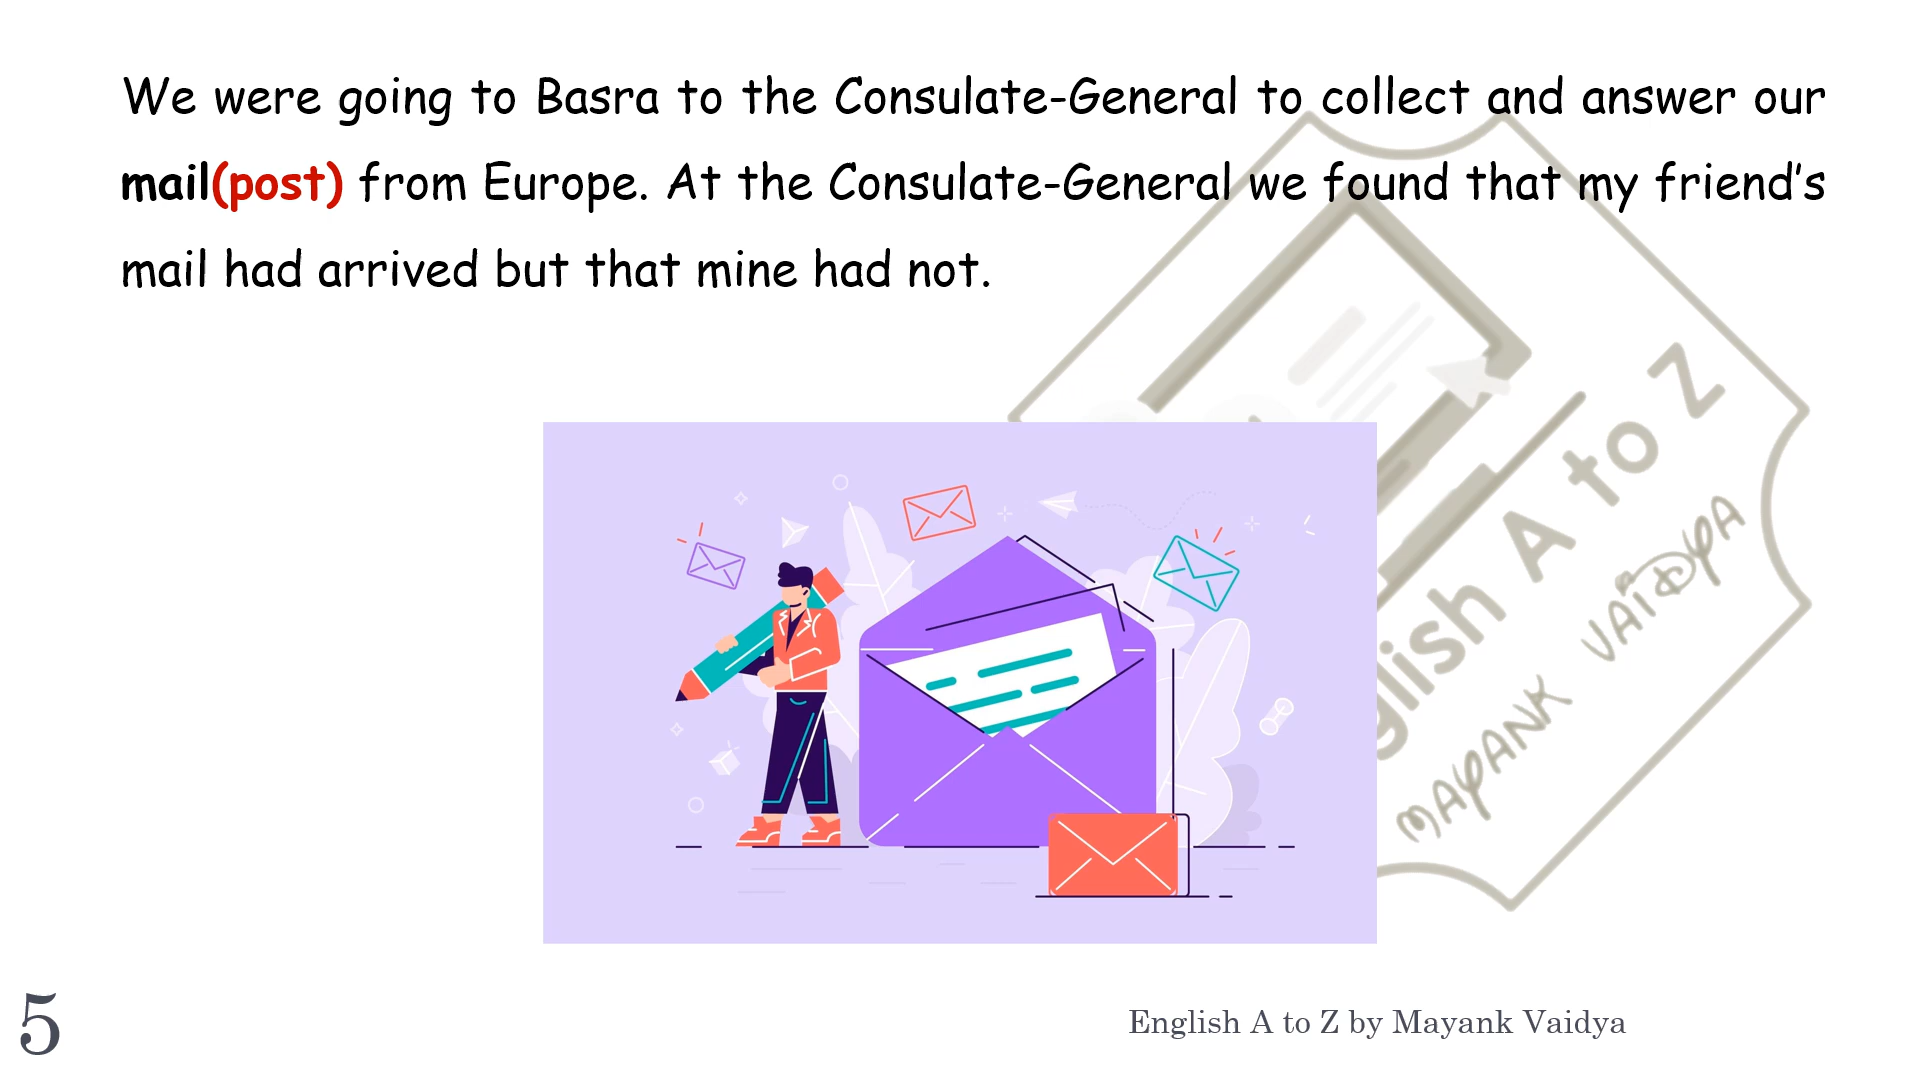 We were going to Basra to the Consulate-General to collect and answer our
mail(post) from Europe. At the Consulate-General we found that my friend's
mail had arrived but that mine had not.
glish A to Z
MAYANK VAIDYA
5
English A to Z by Mayank Vaidya